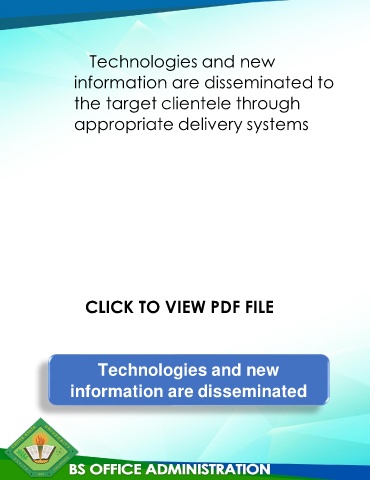 Technologies and new
information are disseminated to
the target clientele through
appropriate delivery systems
CLICK TO VIEW PDF FILE
Technologies and new
information are disseminated
BS OFFICE ADMINISTRATION